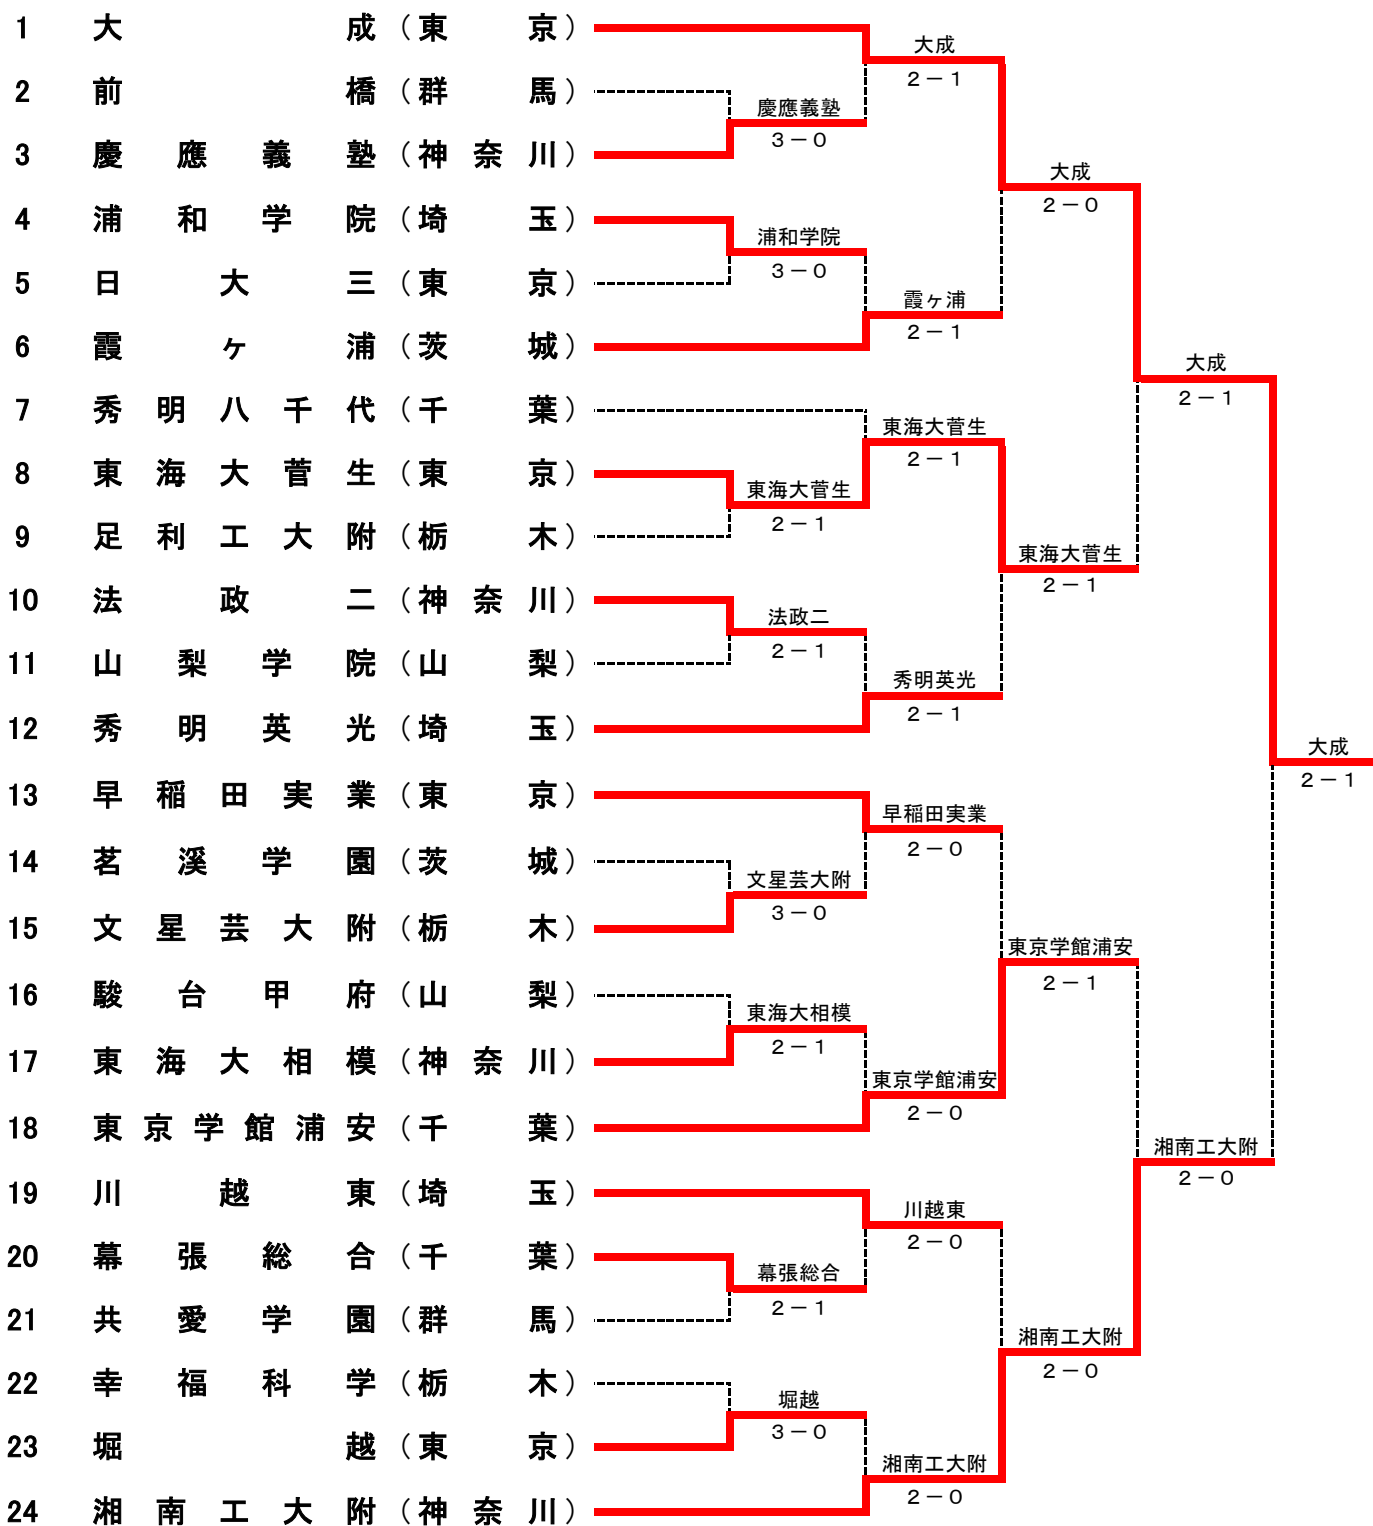 1 大成（東京）
2 前橋（群馬）
3 慶應義塾（神奈川）
4 浦和学院（埼玉）
5 日大三（東京）
6 霞ヶ浦（茨城）
7 秀明八千代（千葉）
8 東海大菅生（東京）
9 足利工大附（栃木）
10 法政二（神奈川）
11 山梨学院（山梨）
12 秀明英光（埼玉）
13 早稲田実業（東京）
14 茗溪学園（茨城）
15 文星芸大附（栃木）
16 駿台甲府（山梨）
17 東海大相模（神奈川）
18 東京学館浦安（千葉）
19 川越東（埼玉）
20 幕張総合（千葉）
21 共愛学園（群馬）
22 幸福科学（栃木）
23 堀越（東京）
24 湘南工大附（神奈川）
慶應義塾
３－０
浦和学院
３－０
東海大菅生
２－１
法政二
２－１
文星芸大附
３－０
東海大相模
２－１
幕張総合
２－１
堀越
３－０
大成
２－１
霞ヶ浦
２－１
東海大菅生
２－１
秀明英光
２－１
早稲田実業
２－０
東京学館浦安
２－０
川越東
２－０
湘南工大附
２－０
大成
２－０
東海大菅生
２－１
東京学館浦安
２－１
湘南工大附
２－０
大成
２－１
湘南工大附
２－０
大成
２－１